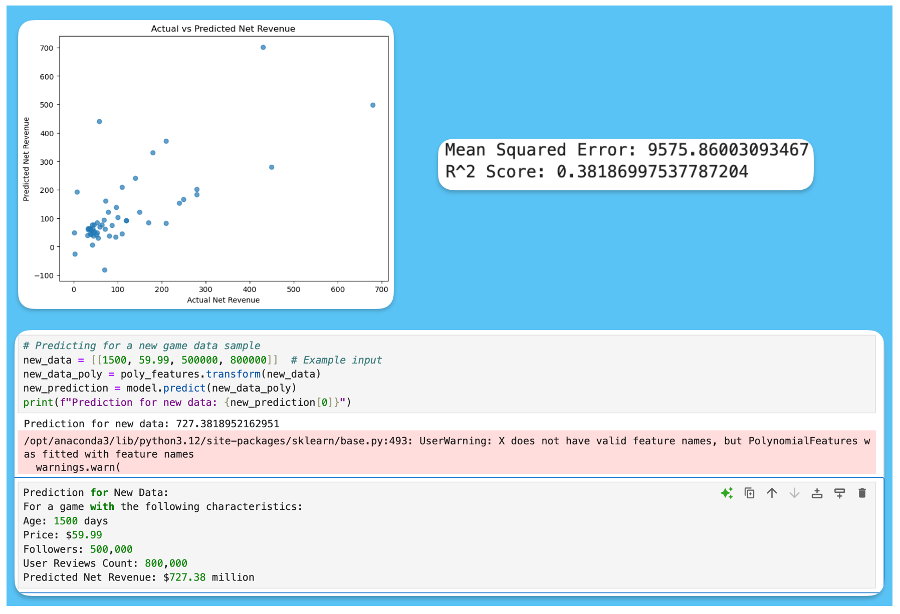 Actual vs Predicted Net Revenue
700
600
500
400
300
200
100
0
−100
Predicted Net Revenue
0 100 200 300 400 500 600 700
Actual Net Revenue
Mean Squared Error: 9575.86003093467
R^2 Score: 0.38186997537787204
# Predicting for a new game data sample
new_data = [[1500, 59.99, 500000, 800000]]  # Example input
new_data_poly = poly_features.transform(new_data)
new_prediction = model.predict(new_data_poly)
print(f"Prediction for new data: {new_prediction[0]}")
Prediction for new data: 727.3818952162951
/opt/anaconda3/lib/python3.12/site-packages/sklearn/base.py:493: UserWarning: X does not have valid feature names, but PolynomialFeatures w
as fitted with feature names
  warnings.warn(
Prediction for New Data:
For a game with the following characteristics:
Age: 1500 days
Price: $59.99
Followers: 500,000
User Reviews Count: 800,000
Predicted Net Revenue: $727.38 million